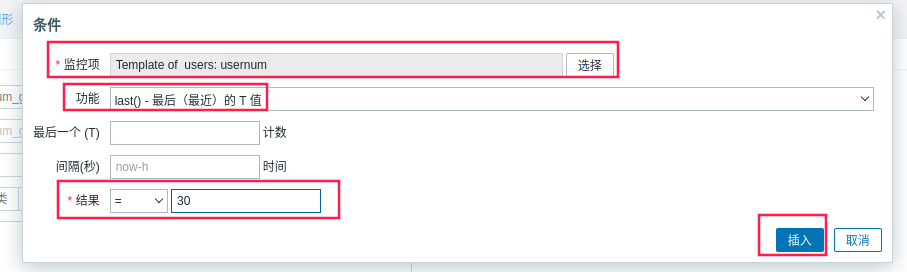 图形
条件
×
* 监控项 Template of users: usernum 选择
功能 last() - 最后（最近）的 T 值
最后一个 (T) 计数
um_g
um_g
间隔(秒) now-h 时间
类 * 结果 = 30
插入 取消